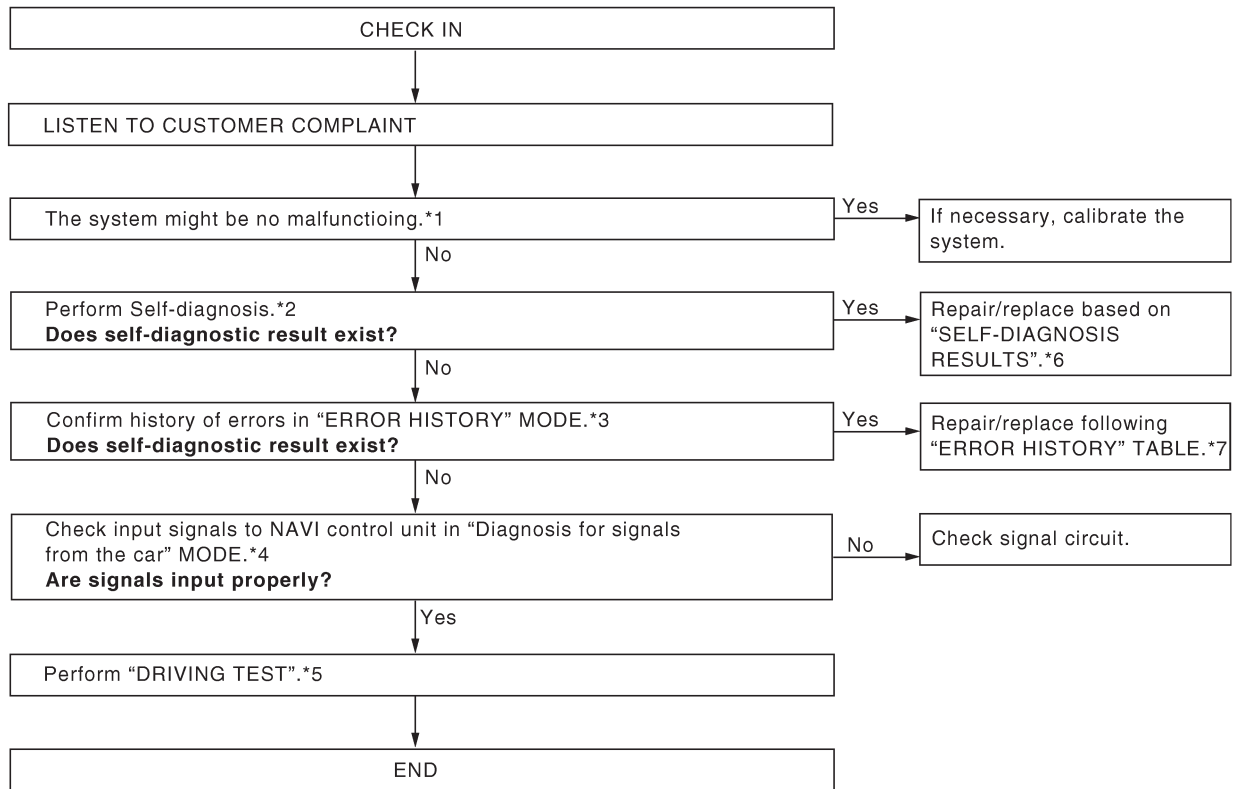 CHECK IN
LISTEN TO CUSTOMER COMPLAINT
The system might be no malfunctioing.*1
Yes
If necessary, calibrate the
system.
No
Perform Self-diagnosis.*2
Does self-diagnostic result exist?
Yes
Repair/replace based on
“SELF-DIAGNOSIS
RESULTS”.*6
No
Confirm history of errors in “ERROR HISTORY” MODE.*3
Does self-diagnostic result exist?
Yes
Repair/replace following
“ERROR HISTORY” TABLE.*7
No
Check input signals to NAVI control unit in “Diagnosis for signals
from the car” MODE.*4
Are signals input properly?
No
Check signal circuit.
Yes
Perform “DRIVING TEST”.*5
END